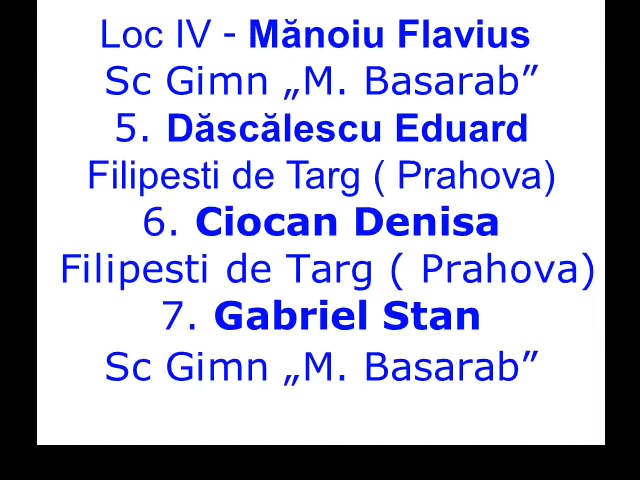 Loc IV - Mănoiu Flavius
Sc Gimn „M. Basarab”
5. Dăscălescu Eduard
Filipesti de Targ ( Prahova)
6. Ciocan Denisa
Filipesti de Targ ( Prahova)
7. Gabriel Stan
Sc Gimn „M. Basarab”